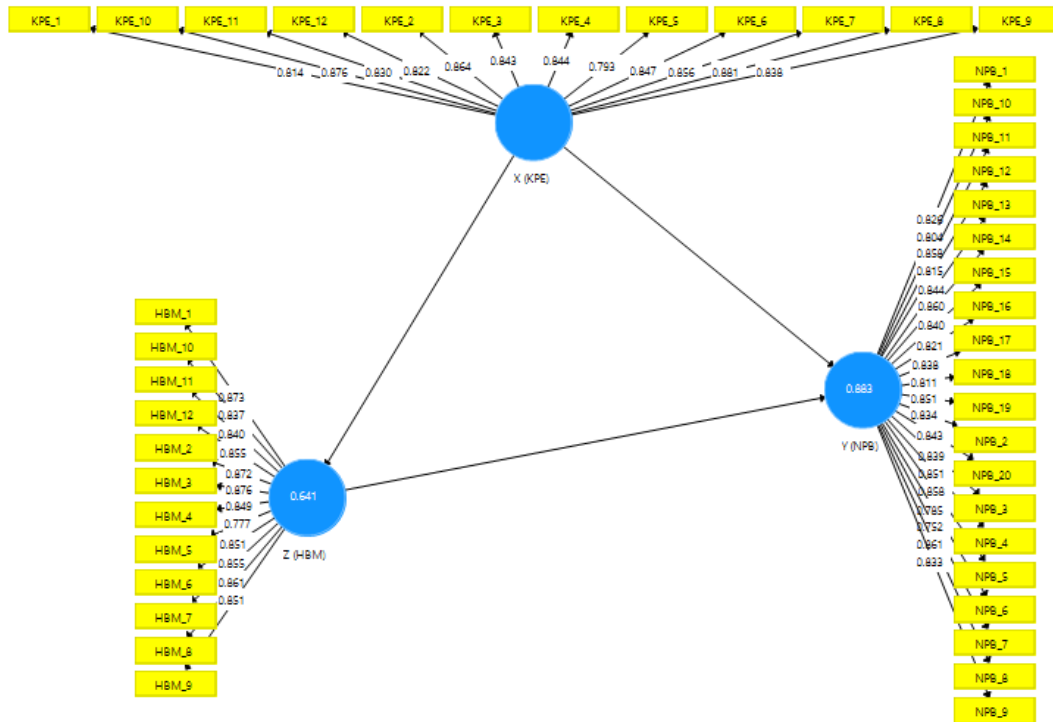 KPE_1 KPE_10 KPE_11 KPE_12 KPE_2 KPE_3 KPE_4 KPE_5 KPE_6 KPE_7 KPE_8 KPE_9
0.814 0.876 0.830 0.822 0.864 0.843 0.844 0.793 0.847 0.856 0.881 0.838
X (KPE)
NPB_1
NPB_10
NPB_11
NPB_12
NPB_13
NPB_14
NPB_15
NPB_16
NPB_17
NPB_18
NPB_19
NPB_2
NPB_20
NPB_3
NPB_4
NPB_5
NPB_6
NPB_7
NPB_8
NPB_9
0.804
0.858
0.815
0.844
0.860
0.840
0.821
0.838
0.811
0.851
0.834
0.843
0.839
0.851
0.858
0.785
0.752
0.861
0.833
0.883
Y (NPB)
HBM_1
HBM_10
HBM_11
HBM_12
HBM_2
HBM_3
HBM_4
HBM_5
HBM_6
HBM_7
HBM_8
HBM_9
0.873
0.837
0.840
0.855
0.872
0.876
0.849
0.777
0.851
0.855
0.861
0.851
0.641
Z (HBM)